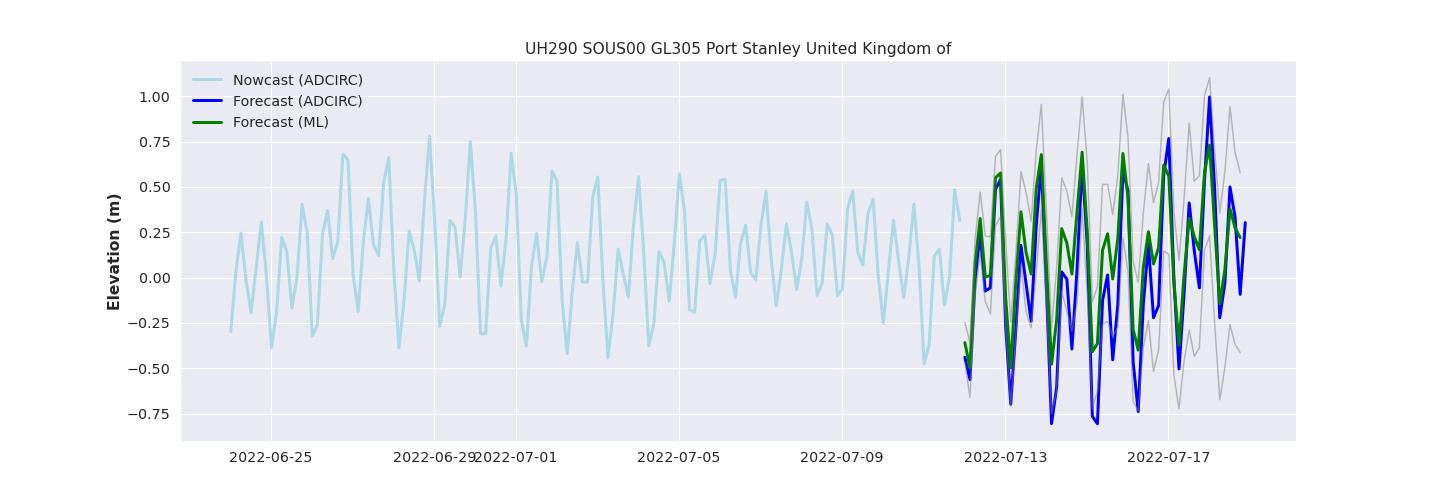 UH290 SOUS00 GL305 Port Stanley United Kingdom of
Nowcast (ADCIRC)
Forecast (ADCIRC)
Forecast (ML)
Elevation (m)
1.00
0.75
0.50
0.25
0.00
−0.25
−0.50
−0.75
2022-06-25 2022-06-29 2022-07-01 2022-07-05 2022-07-09 2022-07-13 2022-07-17